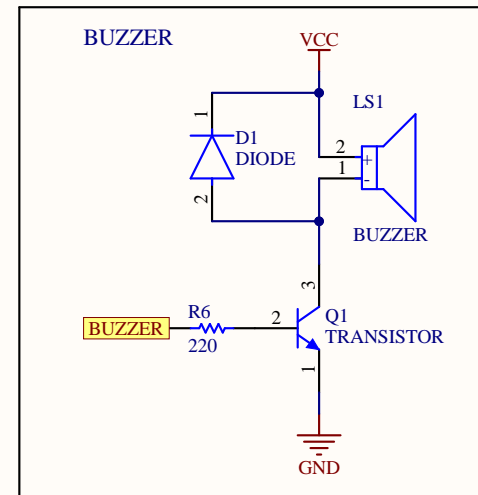 BUZZER
VCC
LS1
1
D1
DIODE
2
+
1
-
2
BUZZER
3
R6
BUZZER
2
Q1
220
TRANSISTOR
1
GND